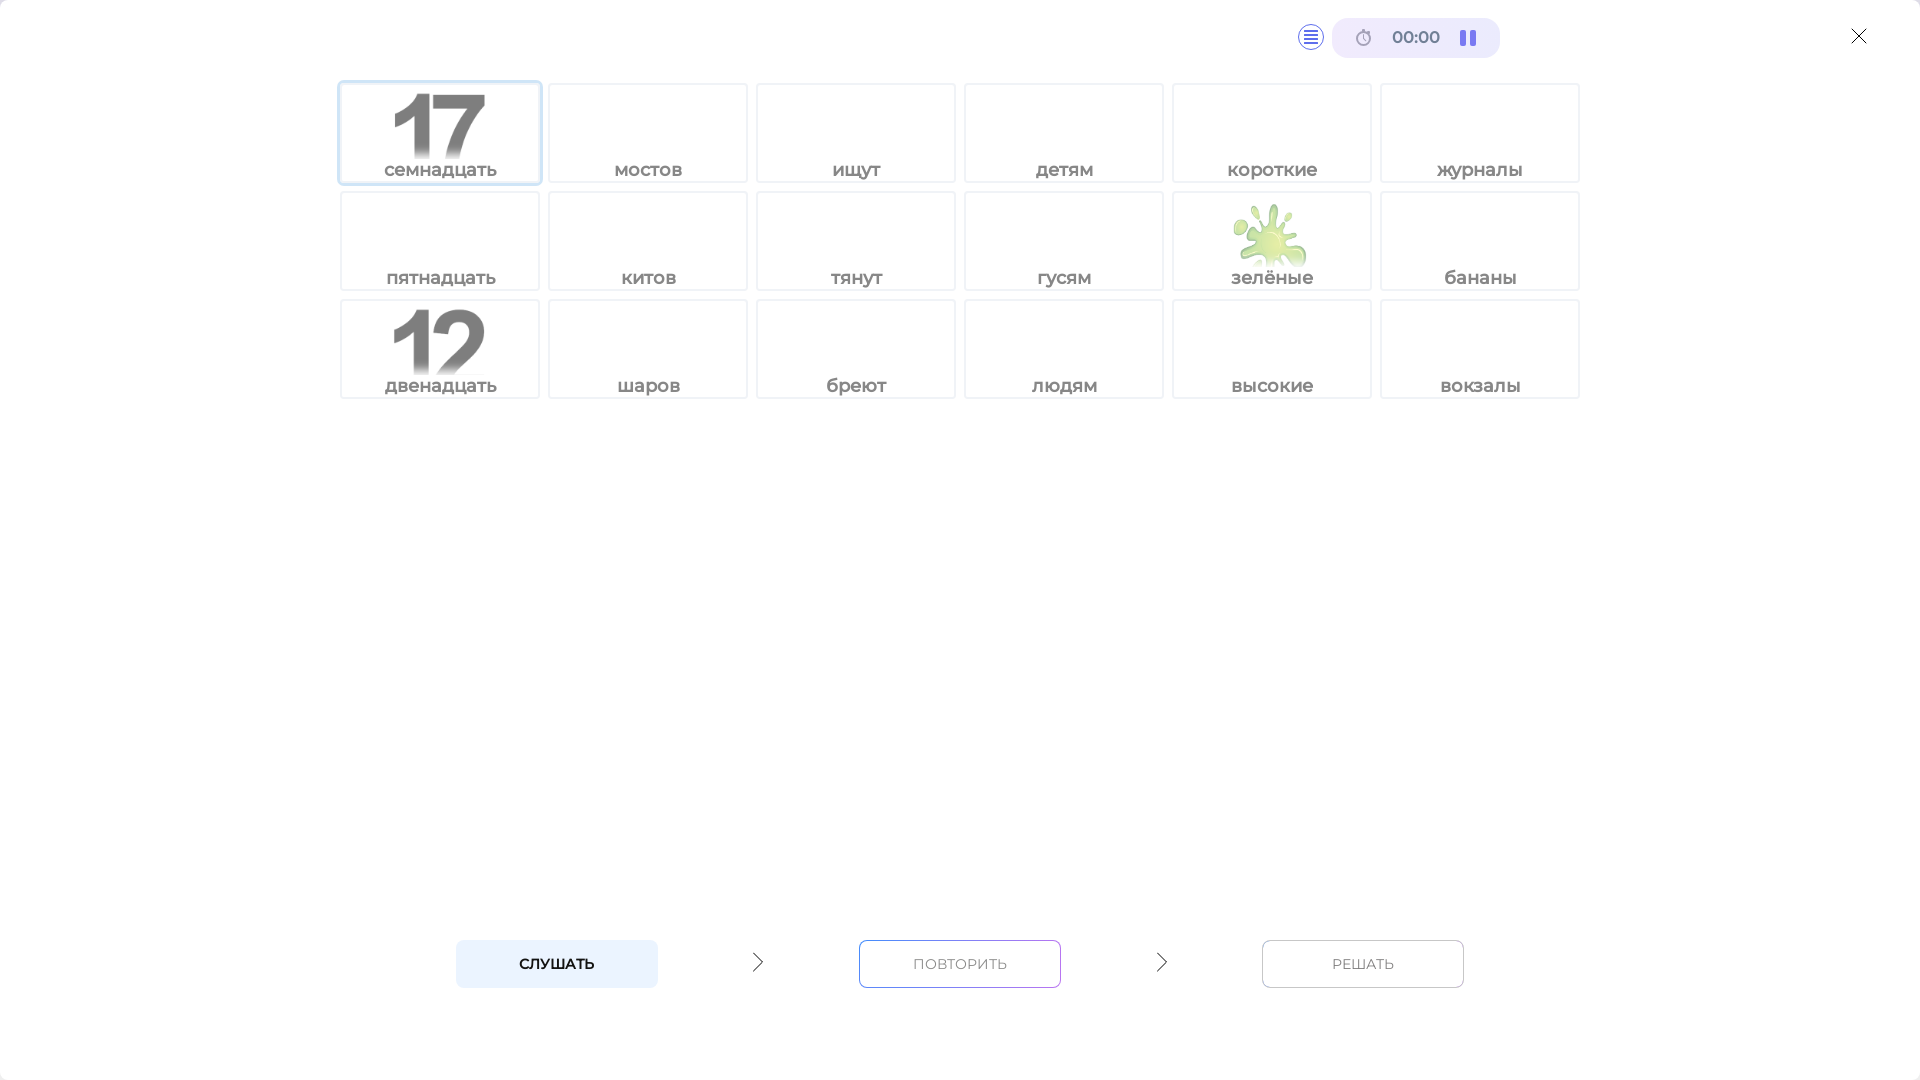 00:00
17
семнадцать
мостов
ищут
детям
короткие
журналы
пятнадцать
китов
тянут
гусям
зелёные
бананы
12
двенадцать
шаров
бреют
людям
высокие
вокзалы
СЛУШАТЬ
ПОВТОРИТЬ
РЕШАТЬ